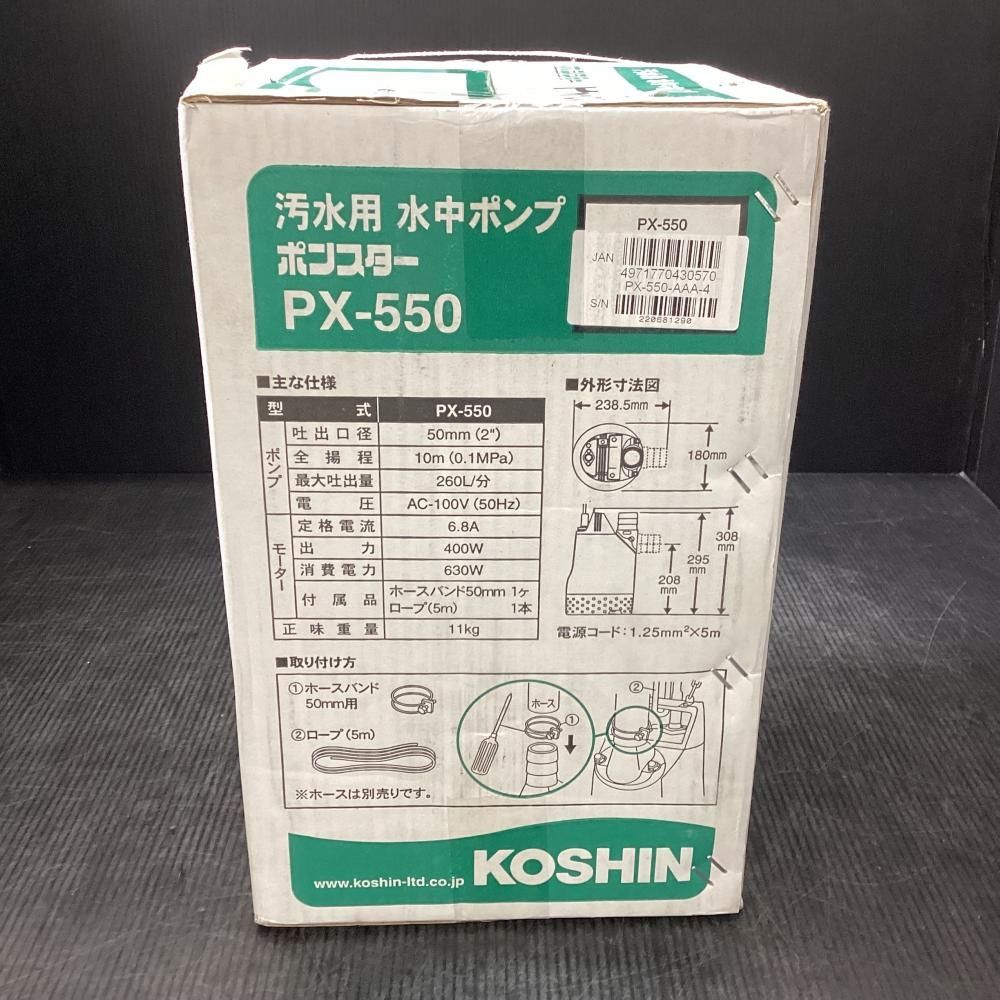 汚水用 水中ポンプ
ポンスター
PX-550
PX-550
JAN
4971770430570
PX-550-AAA-4
S/N
220681290
■主な仕様
型式 PX-550
ポンプ
吐出口径 50mm（2"）
全揚程 10m（0.1MPa）
最大吐出量 260L/分
モーター
電圧 AC-100V（50Hz）
定格電流 6.8A
出力 400W
消費電力 630W
付属品 ホースバンド50mm 1ヶ
ロープ（5m） 1本
正味重量 11kg
■外形寸法図
238.5mm
180mm
308mm
295mm
208mm
電源コード：1.25mm²×5m
■取り付け方
①ホースバンド
50mm用
②ロープ（5m）
※ホースは別売りです。
ホース
①
②
www.koshin-ltd.co.jp
KOSHIN